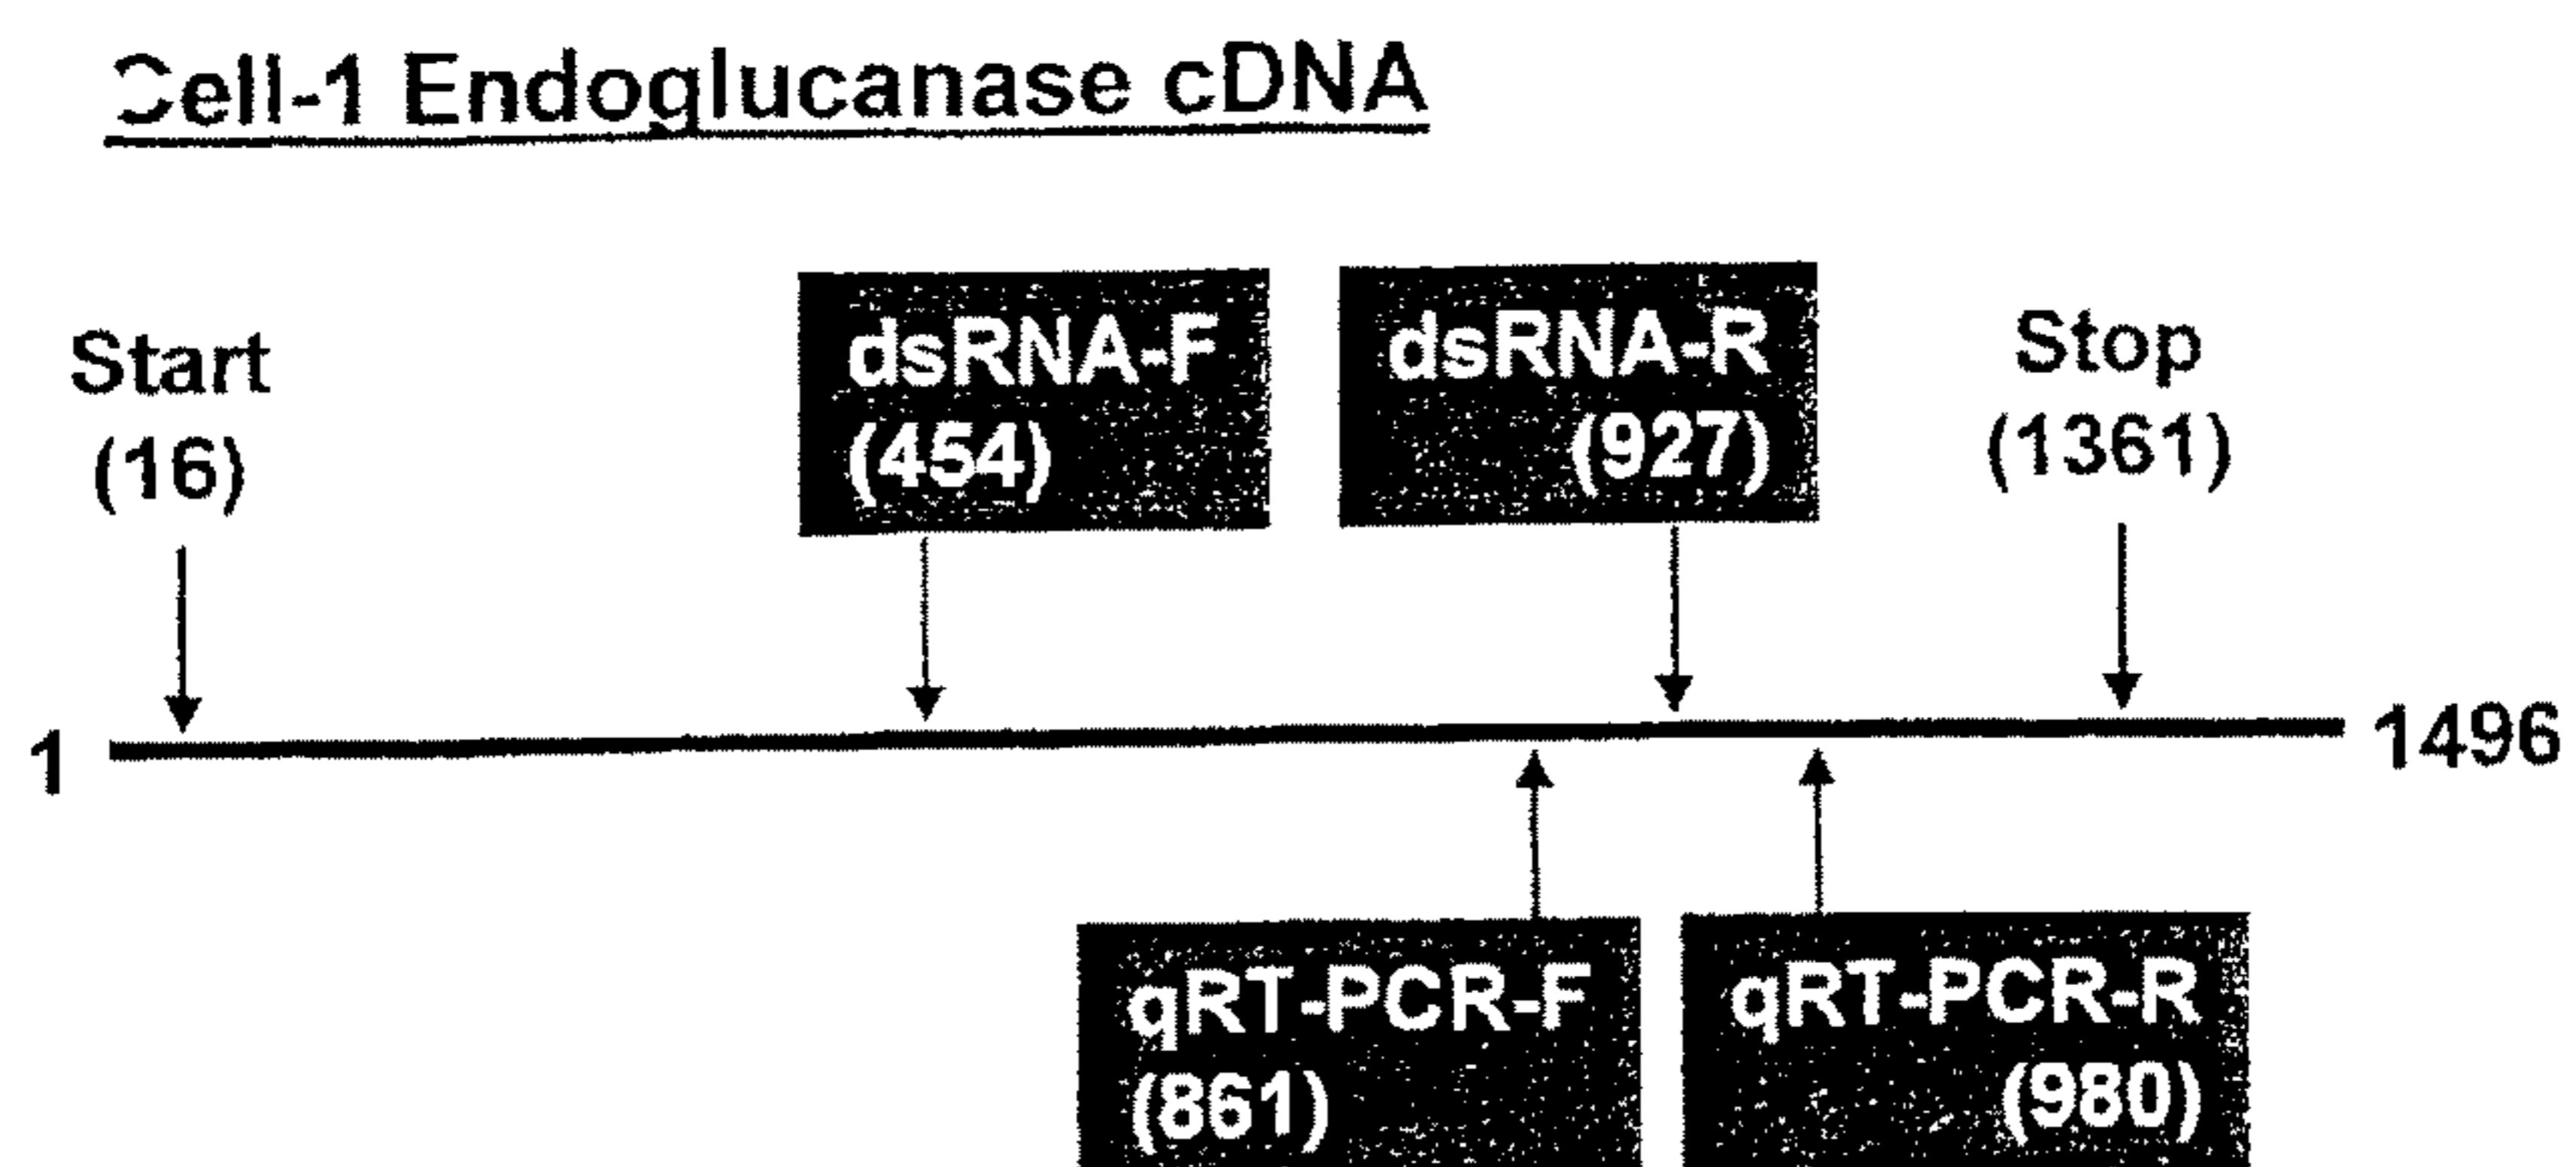 Cell-1 Endoglucanase cDNA
Start
(16)
dsRNA-F
(454)
dsRNA-R
(927)
Stop
(1361)
1
1496
qRT-PCR-F
(861)
qRT-PCR-R
(980)